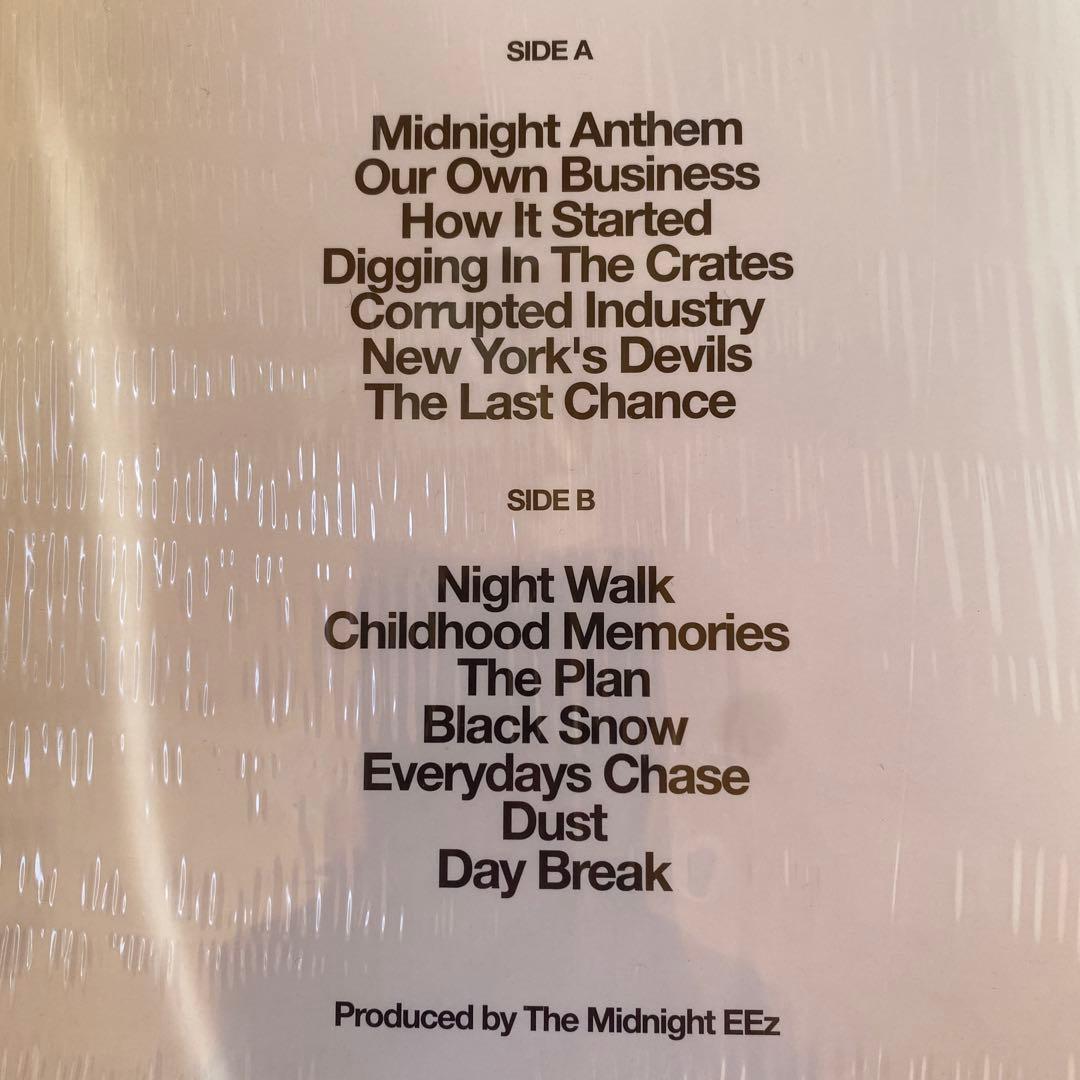 SIDE A
Midnight Anthem
Our Own Business
How It Started
Digging In The Crates
Corrupted Industry
New York's Devils
The Last Chance
SIDE B
Night Walk
Childhood Memories
The Plan
Black Snow
Everydays Chase
Dust
Day Break
Produced by The Midnight EEz